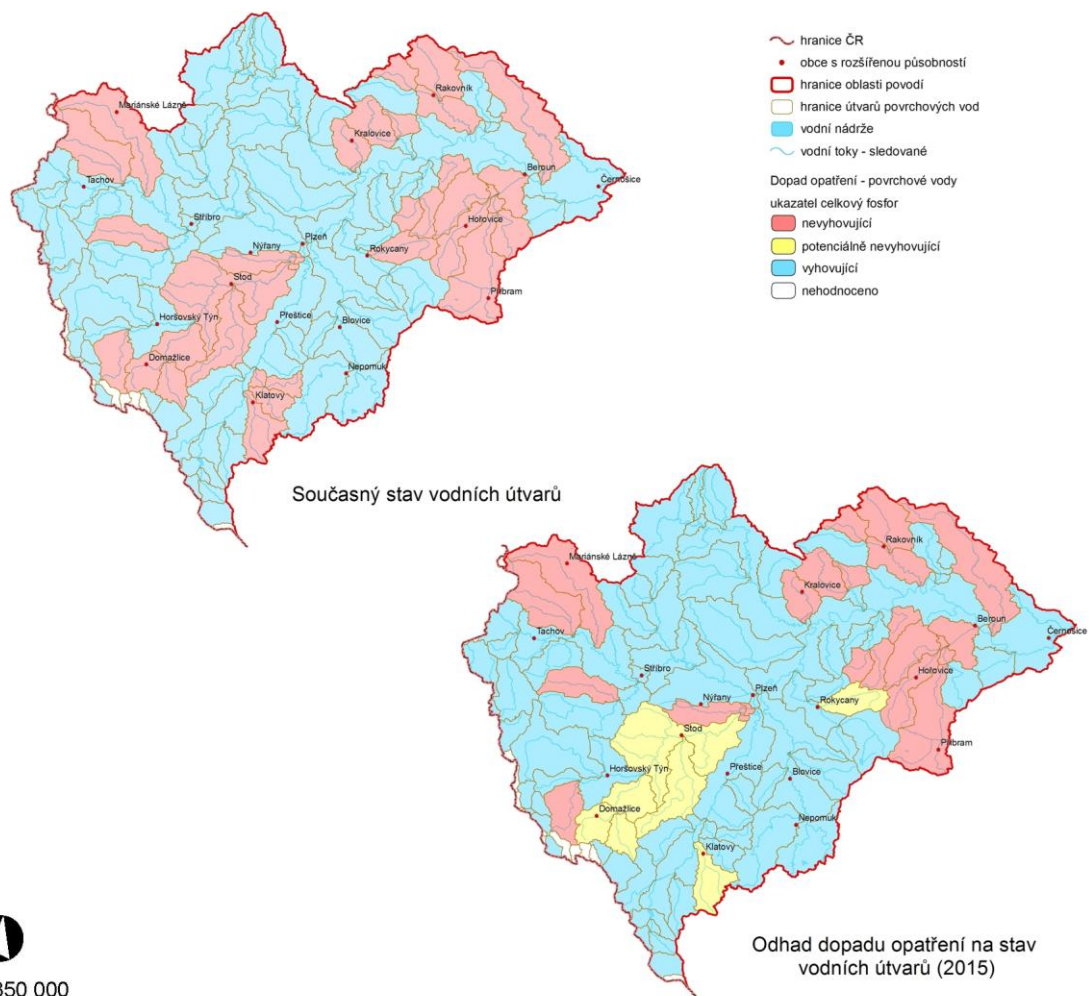 hranice ČR
obce s rozšířenou působností
hranice oblasti povodí
hranice útvarů povrchových vod
vodní nádrže
vodní toky - sledované
Dopad opatření - povrchové vody
ukazatel celkový fosfor
nevyhovující
potenciálně nevyhovující
vyhovující
nehodnoceno
Mariánské Lázně
Rakovník
Kralovice
Beroun
Černošice
Tachov
Stříbro
Hořovice
Nýřany
Plzeň
Rokycany
Stod
Příbram
Horšovský Týn
Přeštice
Blovice
Domažlice
Nepomuk
Klatovy
Současný stav vodních útvarů
Mariánské Lázně
Rakovník
Kralovice
Beroun
Černošice
Tachov
Stříbro
Hořovice
Nýřany
Plzeň
Rokycany
Stod
Příbram
Horšovský Týn
Přeštice
Blovice
Domažlice
Nepomuk
Klatovy
Odhad dopadu opatření na stav
vodních útvarů (2015)
350 000